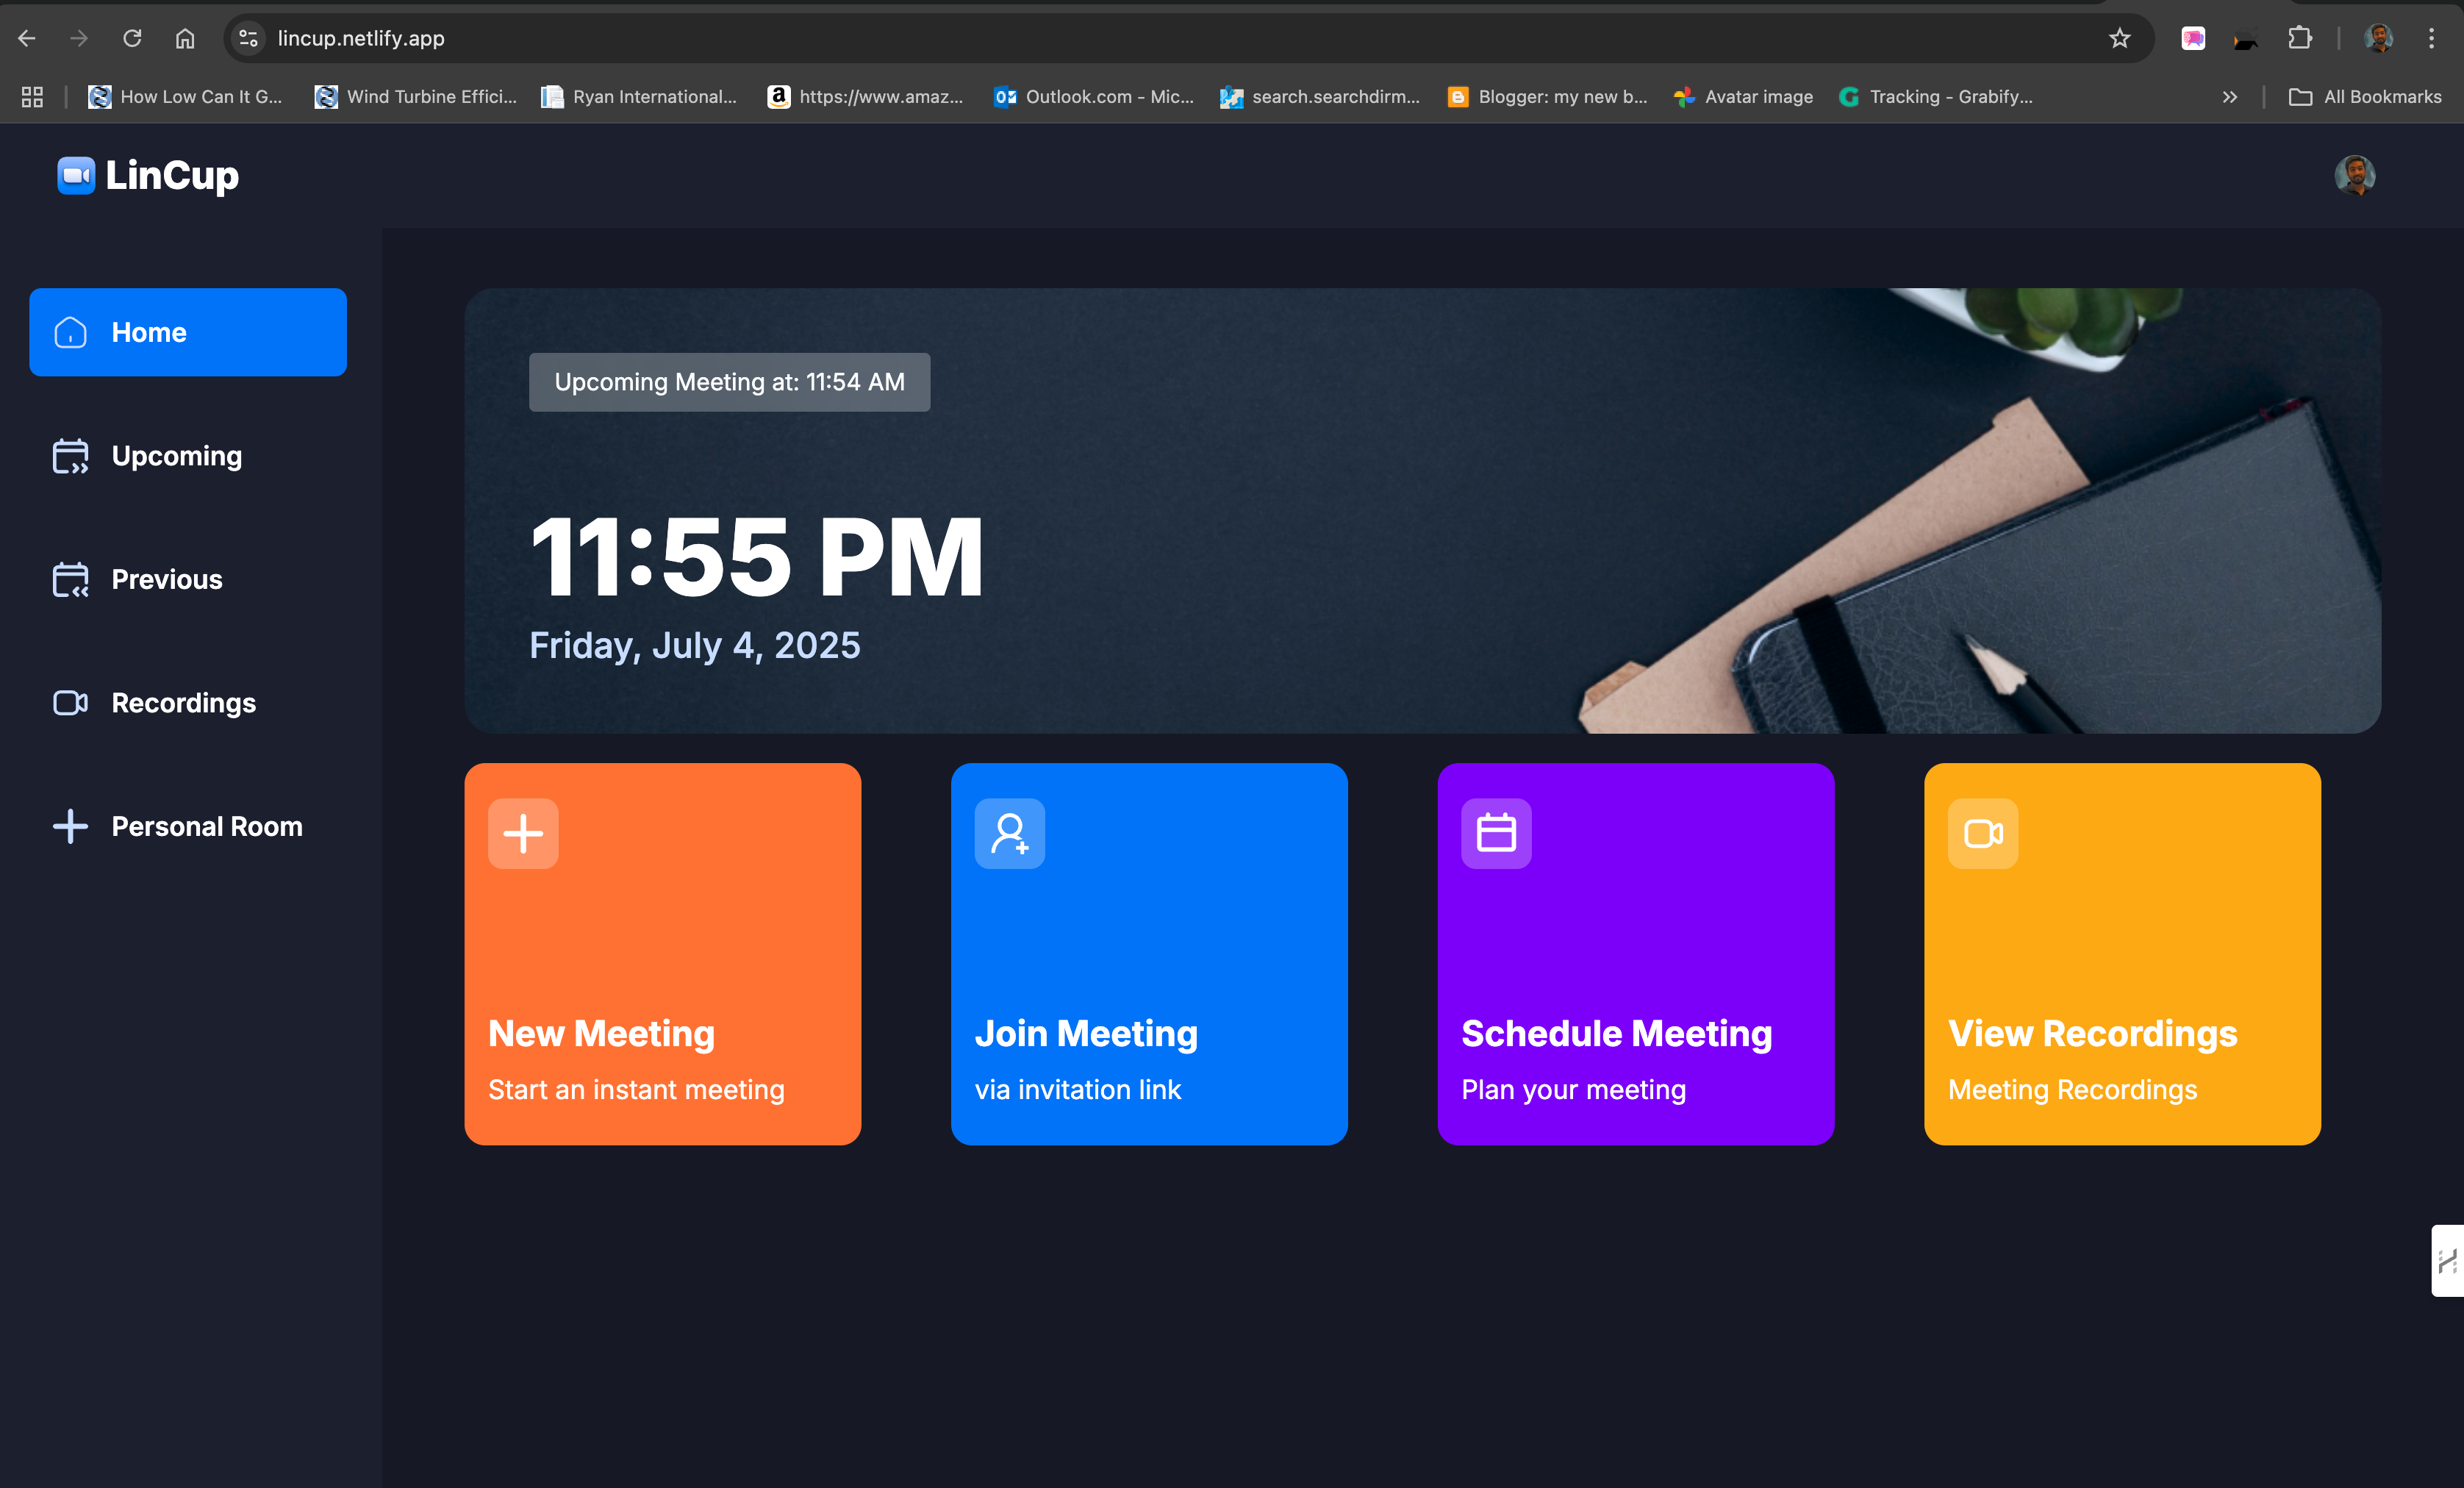 lincup.netlify.app
How Low Can It G...
Wind Turbine Effici...
Ryan International...
https://www.amaz...
Outlook.com - Mic...
search.searchdirm...
Blogger: my new b...
Avatar image
Tracking - Grabify...
All Bookmarks
LinCup
Home
Upcoming
Previous
Recordings
Personal Room
Upcoming Meeting at: 11:54 AM
11:55 PM
Friday, July 4, 2025
New Meeting
Start an instant meeting
Join Meeting
via invitation link
Schedule Meeting
Plan your meeting
View Recordings
Meeting Recordings